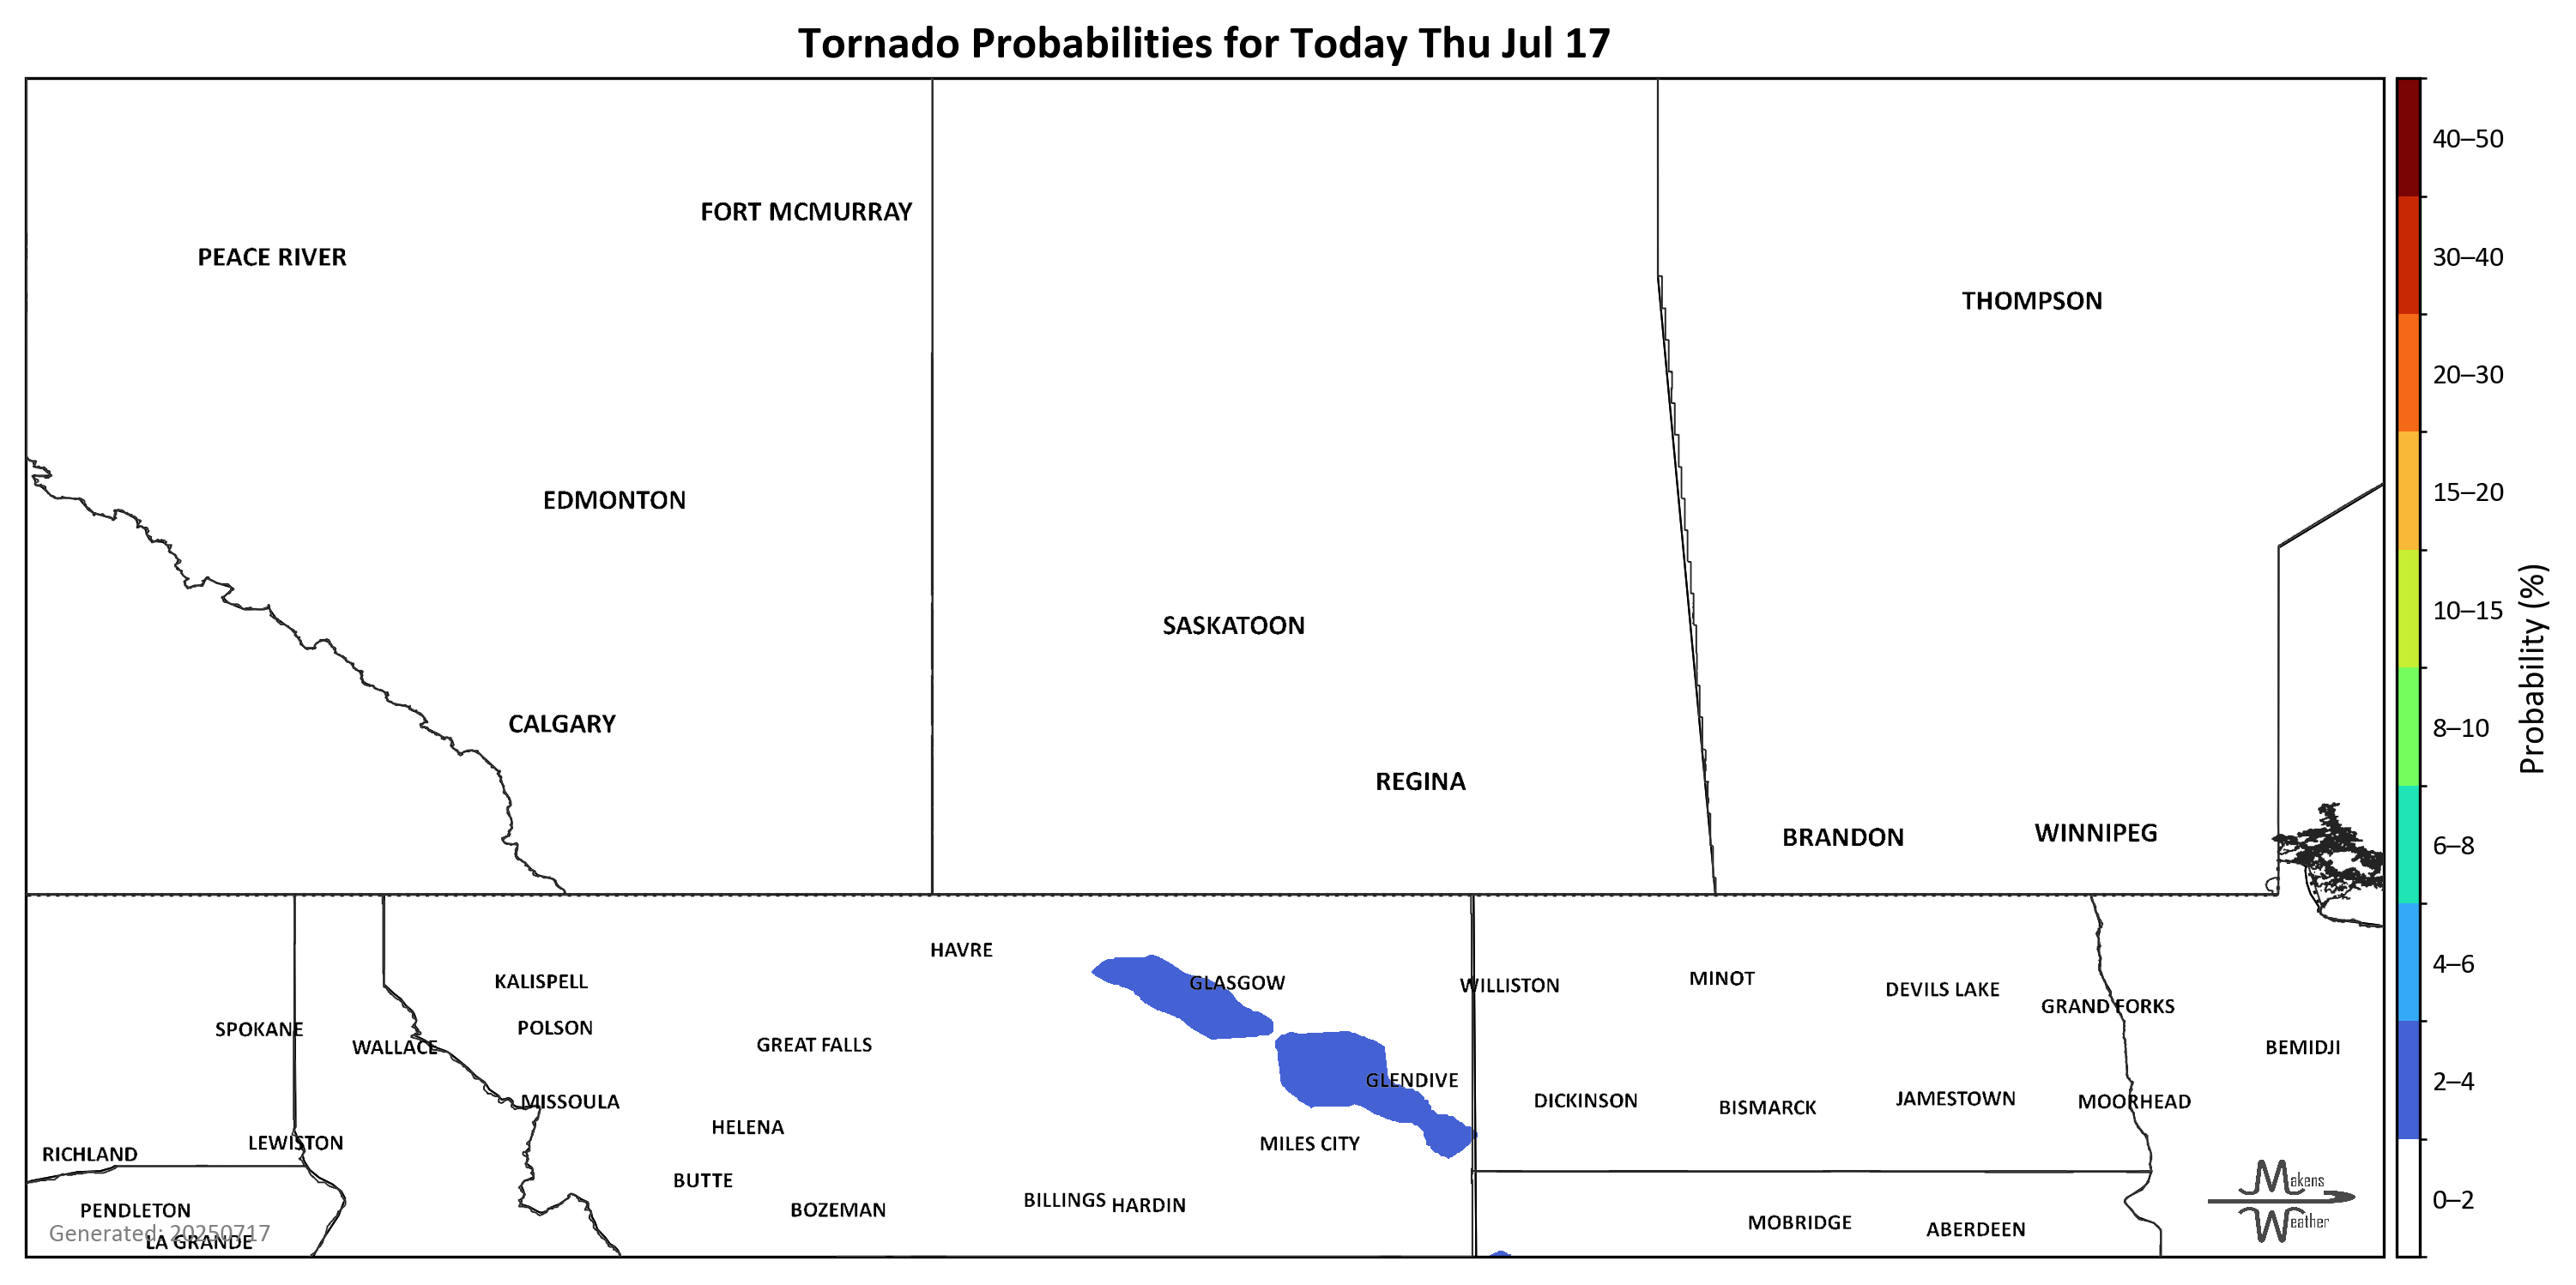 Tornado Probabilities for Today Thu Jul 17
FORT MCMURRAY
PEACE RIVER
THOMPSON
EDMONTON
SASKATOON
CALGARY
REGINA
BRANDON
WINNIPEG
HAVRE
KALISPELL
GLASGOW
WILLISTON
MINOT
DEVILS LAKE
GRAND FORKS
SPOKANE
POLSON
WALLACE
GREAT FALLS
BEMIDJI
GLENDIVE
MISSOULA
DICKINSON
BISMARCK
JAMESTOWN
MOORHEAD
HELENA
LEWISTON
MILES CITY
RICHLAND
BUTTE
BILLINGS
HARDIN
PENDLETON
BOZEMAN
MOBRIDGE
ABERDEEN
Generated: 20250717
LA GRANDE
Makens
Weather
40–50
30–40
20–30
15–20
10–15
8–10
6–8
4–6
2–4
0–2
Probability (%)